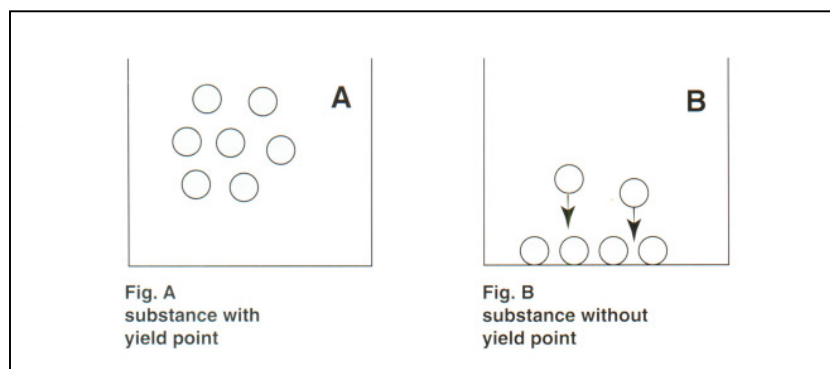 A
B
Fig. A
substance with
yield point
Fig. B
substance without
yield point